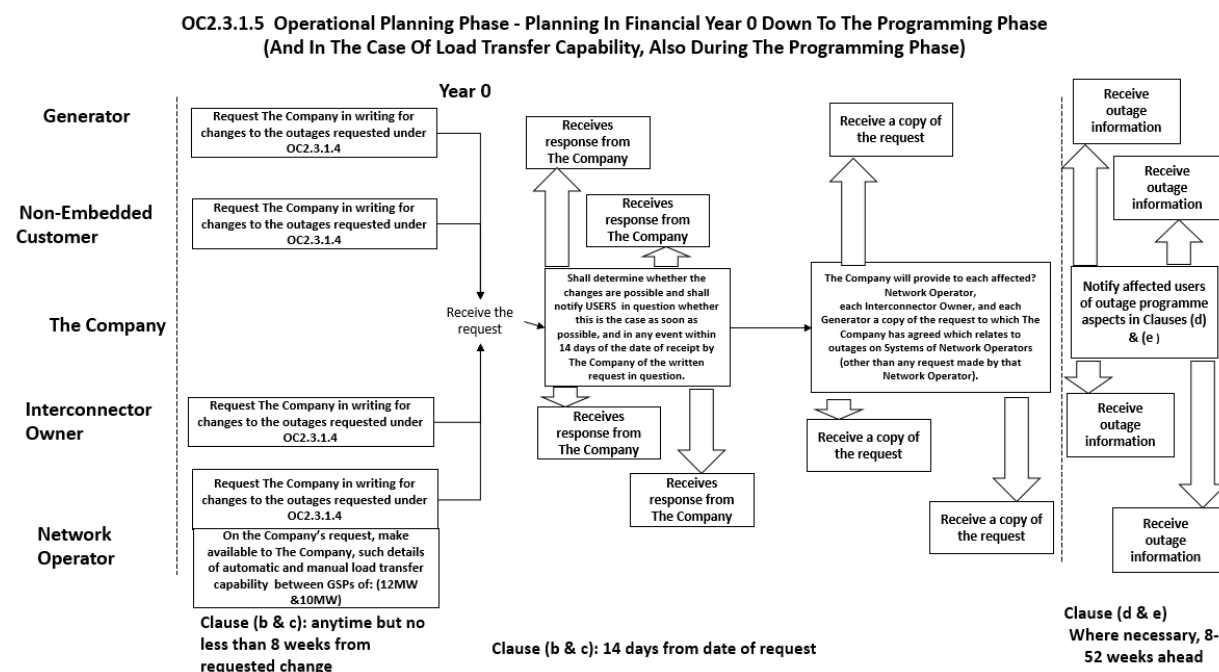 OC2.3.1.5 Operational Planning Phase - Planning In Financial Year 0 Down To The Programming Phase
(And In The Case Of Load Transfer Capability, Also During The Programming Phase)
Year 0
Generator
Request The Company in writing for
changes to the outages requested under
OC2.3.1.4
Receives
response from
The Company
Receive a copy of
the request
Receive
outage
information
Non-Embedded
Customer
Request The Company in writing for
changes to the outages requested under
OC2.3.1.4
Receives
response from
The Company
Receive
outage
information
The Company
Receive the
request
Shall determine whether the
changes are possible and shall
notify USERS in question whether
this is the case as soon as
possible, and in any event within
14 days of the date of receipt by
The Company of the written
request in question.
The Company will provide to each affected?
Network Operator,
each Interconnector Owner, and each
Generator a copy of the request to which The
Company has agreed which relates to
outages on Systems of Network Operators
(other than any request made by that
Network Operator).
Notify affected users
of outage programme
aspects in Clauses (d)
& (e )
Interconnector
Owner
Request The Company in writing for
changes to the outages requested under
OC2.3.1.4
Receives
response from
The Company
Receive a copy of
the request
Receive
outage
information
Network
Operator
Request The Company in writing for
changes to the outages requested under
OC2.3.1.4
On the Company's request, make
available to The Company, such details
of automatic and manual load transfer
capability between GSPs of: (12MW
&10MW)
Receives
response from
The Company
Receive a copy of
the request
Receive
outage
information
Clause (b & c): anytime but no
less than 8 weeks from
requested change
Clause (b & c): 14 days from date of request
Clause (d & e)
Where necessary, 8-
52 weeks ahead